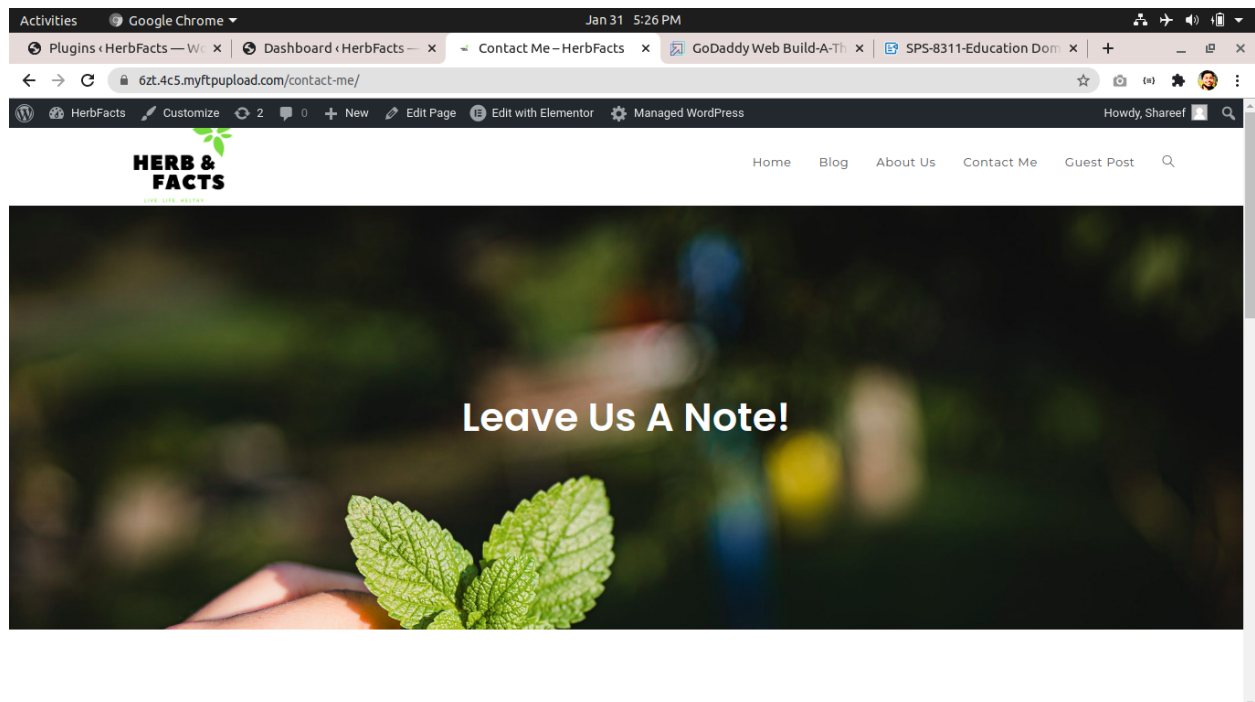 Activities Google Chrome Jan 31 5:26 PM
Plugins ‹ HerbFacts — Wo Dashboard ‹ HerbFacts — Contact Me – HerbFacts GoDaddy Web Build-A-Th SPS-8311-Education Dom
6zt.4c5.myftpupload.com/contact-me/
HerbFacts Customize 2 0 New Edit Page Edit with Elementor Managed WordPress Howdy, Shareef
HERB &
FACTS
Home Blog About Us Contact Me Guest Post
Leave Us A Note!